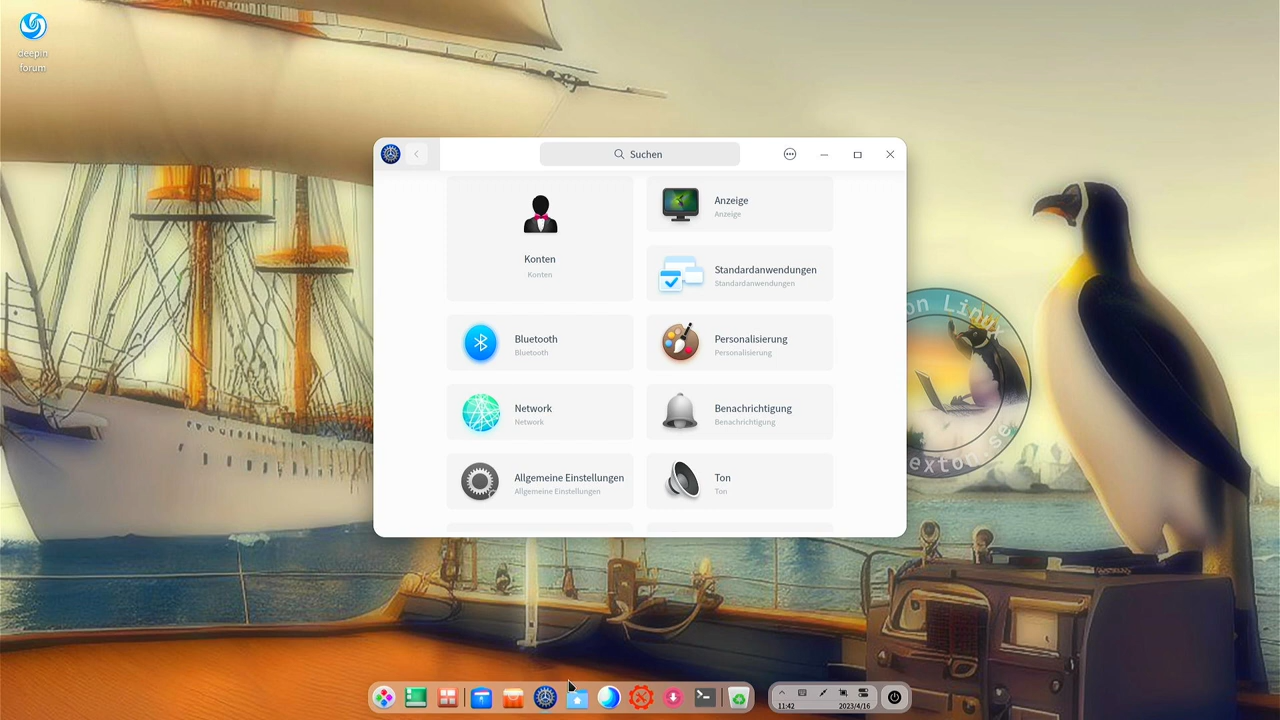 deepin
forum
Suchen
Konten
Konten
Anzeige
Anzeige
Standardanwendungen
Standardanwendungen
Bluetooth
Bluetooth
Personalisierung
Personalisierung
Network
Network
Benachrichtigung
Benachrichtigung
Allgemeine Einstellungen
Allgemeine Einstellungen
Ton
Ton
on Linux
exton.se
11:42
2023/4/16